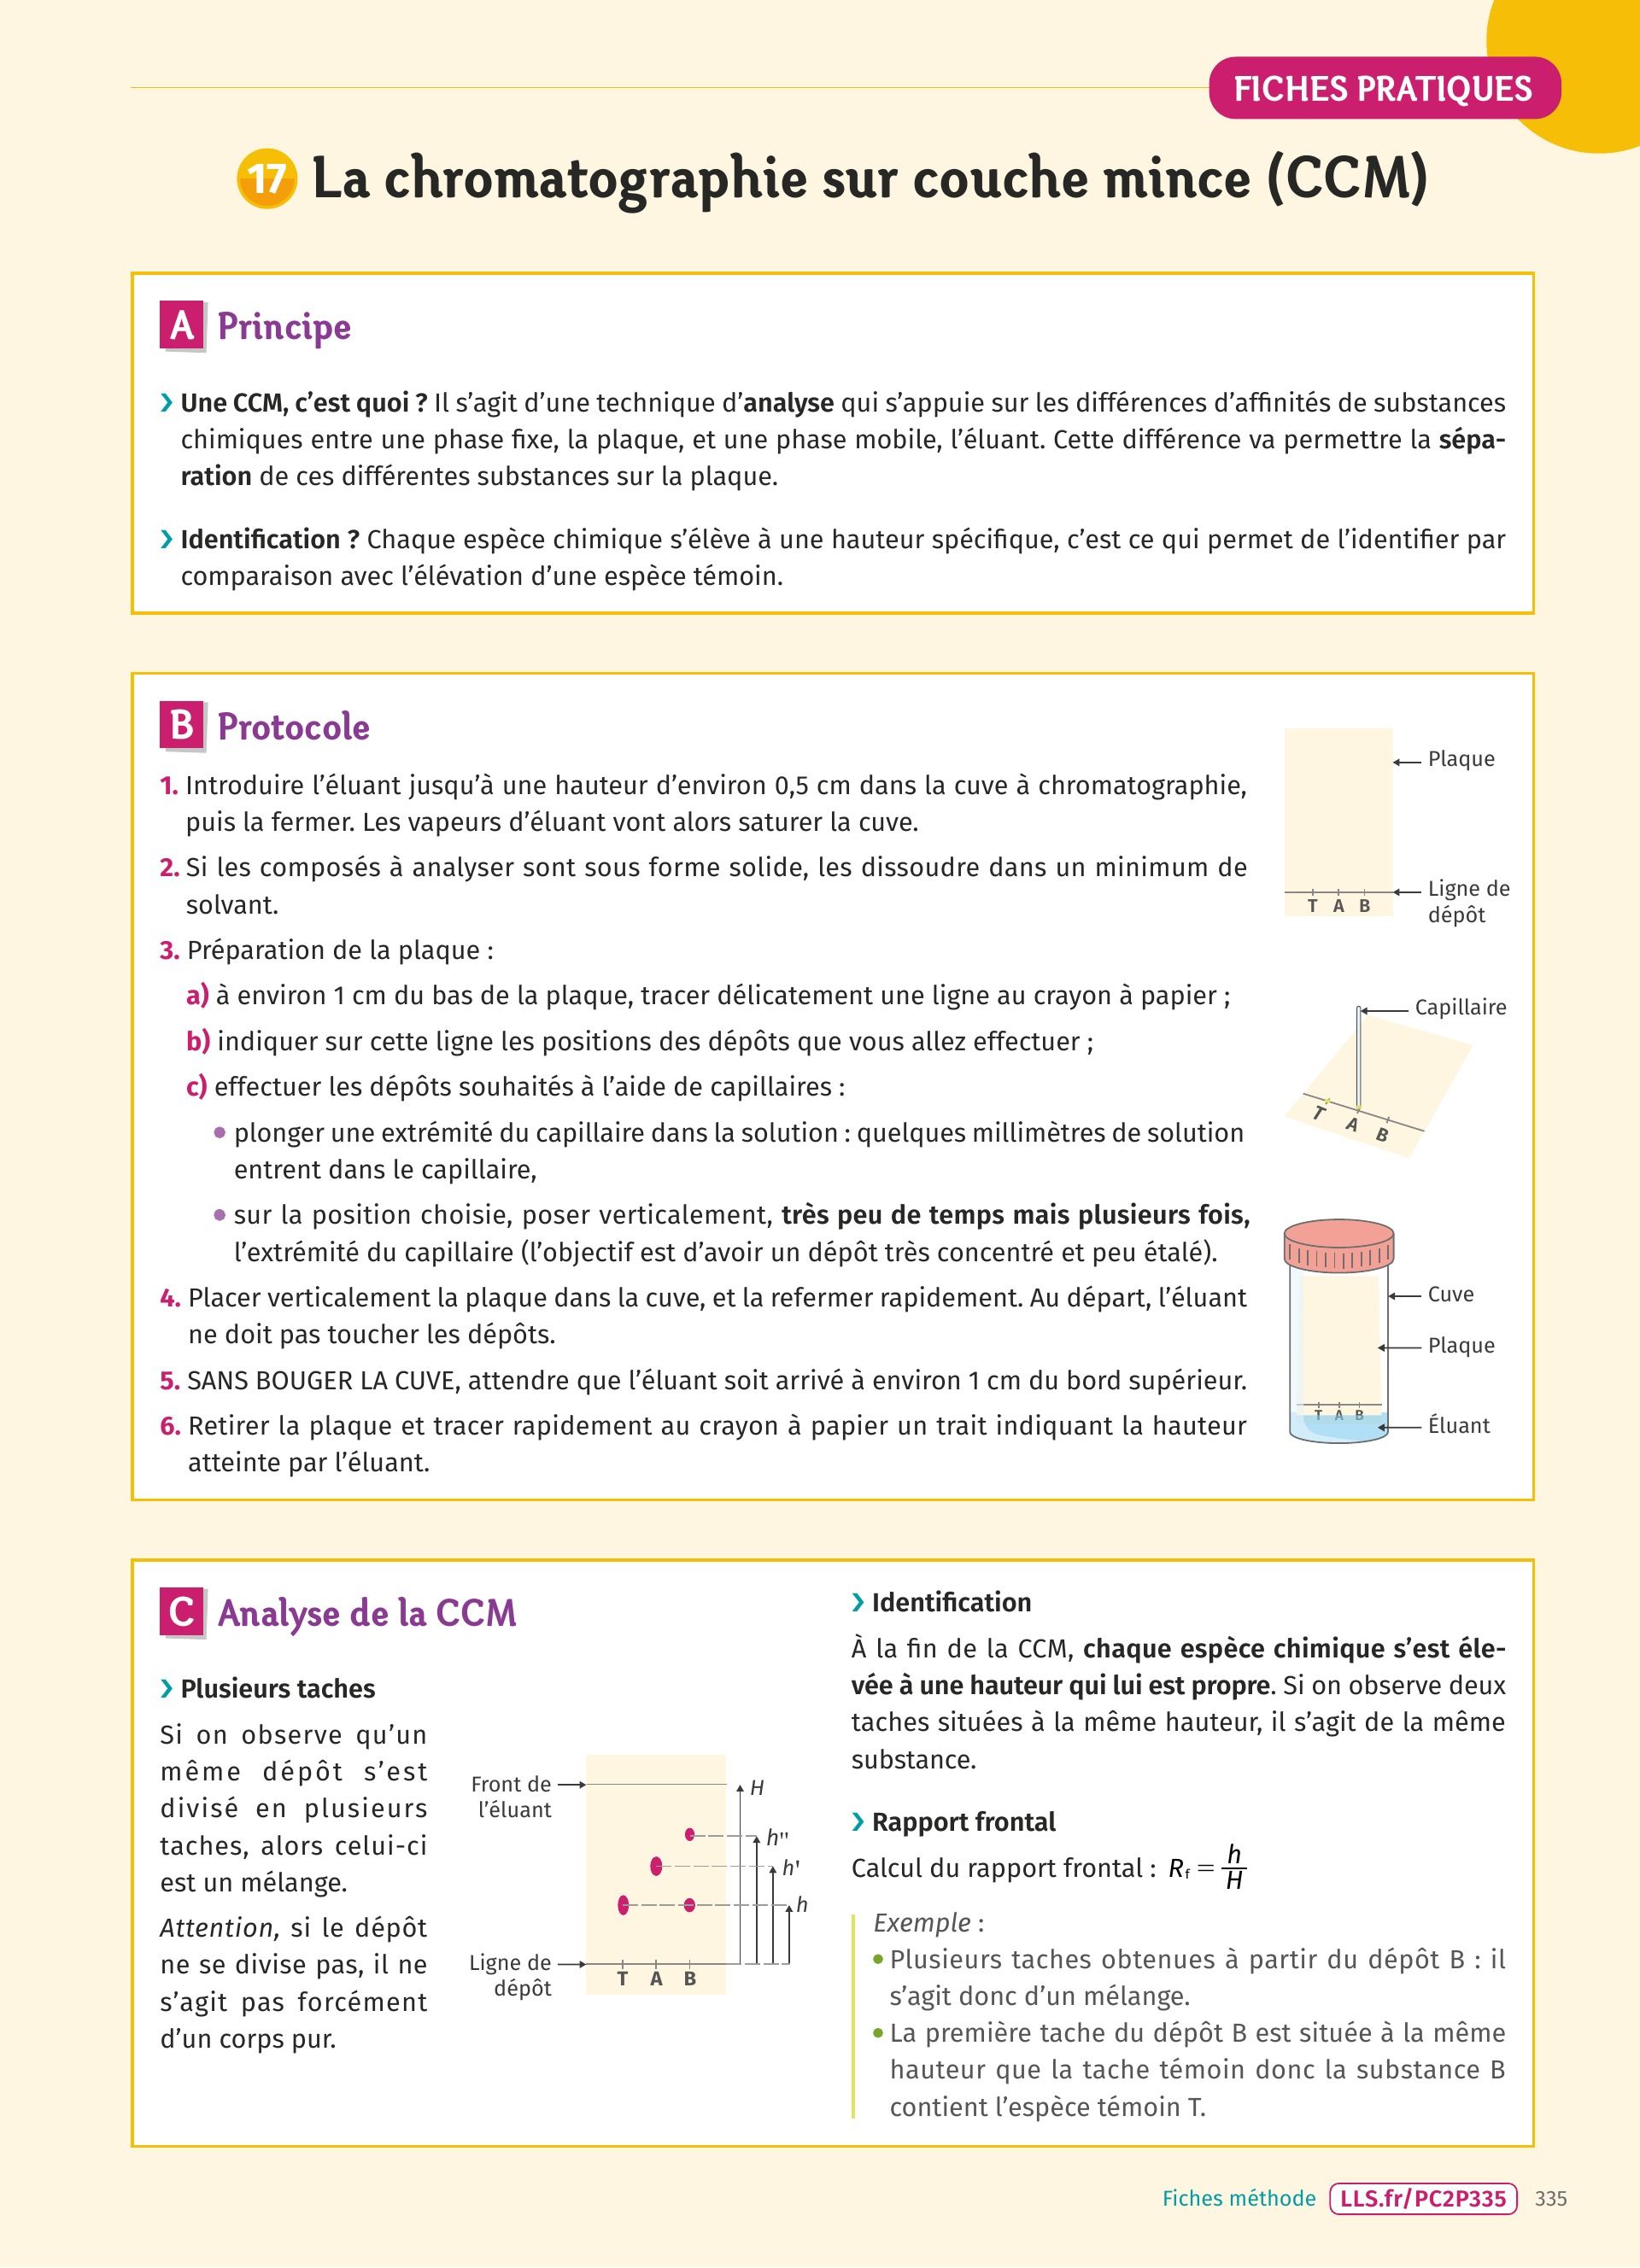 FICHES PRATIQUES
17 La chromatographie sur couche mince (CCM)
A Principe
› Une CCM, c’est quoi ? Il s’agit d’une technique d’analyse qui s’appuie sur les différences d’affinités de substances
chimiques entre une phase fixe, la plaque, et une phase mobile, l’éluant. Cette différence va permettre la sépa-
ration de ces différentes substances sur la plaque.
› Identification ? Chaque espèce chimique s’élève à une hauteur spécifique, c’est ce qui permet de l’identifier par
comparaison avec l’élévation d’une espèce témoin.
B Protocole
1. Introduire l’éluant jusqu’à une hauteur d’environ 0,5 cm dans la cuve à chromatographie,
puis la fermer. Les vapeurs d’éluant vont alors saturer la cuve.
2. Si les composés à analyser sont sous forme solide, les dissoudre dans un minimum de
solvant.
3. Préparation de la plaque :
a) à environ 1 cm du bas de la plaque, tracer délicatement une ligne au crayon à papier ;
b) indiquer sur cette ligne les positions des dépôts que vous allez effectuer ;
c) effectuer les dépôts souhaités à l’aide de capillaires :
• plonger une extrémité du capillaire dans la solution : quelques millimètres de solution
entrent dans le capillaire,
• sur la position choisie, poser verticalement, très peu de temps mais plusieurs fois,
l’extrémité du capillaire (l’objectif est d’avoir un dépôt très concentré et peu étalé).
4. Placer verticalement la plaque dans la cuve, et la refermer rapidement. Au départ, l’éluant
ne doit pas toucher les dépôts.
5. SANS BOUGER LA CUVE, attendre que l’éluant soit arrivé à environ 1 cm du bord supérieur.
6. Retirer la plaque et tracer rapidement au crayon à papier un trait indiquant la hauteur
atteinte par l’éluant.
Plaque
Ligne de
dépôt
T A B
Capillaire
T A B
Cuve
Plaque
T A B
Éluant
C Analyse de la CCM
› Plusieurs taches
Si on observe qu’un
même dépôt s’est
divisé en plusieurs
taches, alors celui-ci
est un mélange.
Attention, si le dépôt
ne se divise pas, il ne
s’agit pas forcément
d’un corps pur.
Front de
l’éluant
H
h''
h'
h
Ligne de
dépôt
T A B
› Identification
À la fin de la CCM, chaque espèce chimique s’est éle-
vée à une hauteur qui lui est propre. Si on observe deux
taches situées à la même hauteur, il s’agit de la même
substance.
› Rapport frontal
Calcul du rapport frontal : Rf = h/H
Exemple :
• Plusieurs taches obtenues à partir du dépôt B : il
s’agit donc d’un mélange.
• La première tache du dépôt B est située à la même
hauteur que la tache témoin donc la substance B
contient l’espèce témoin T.
Fiches méthode LLS.fr/PC2P335 335